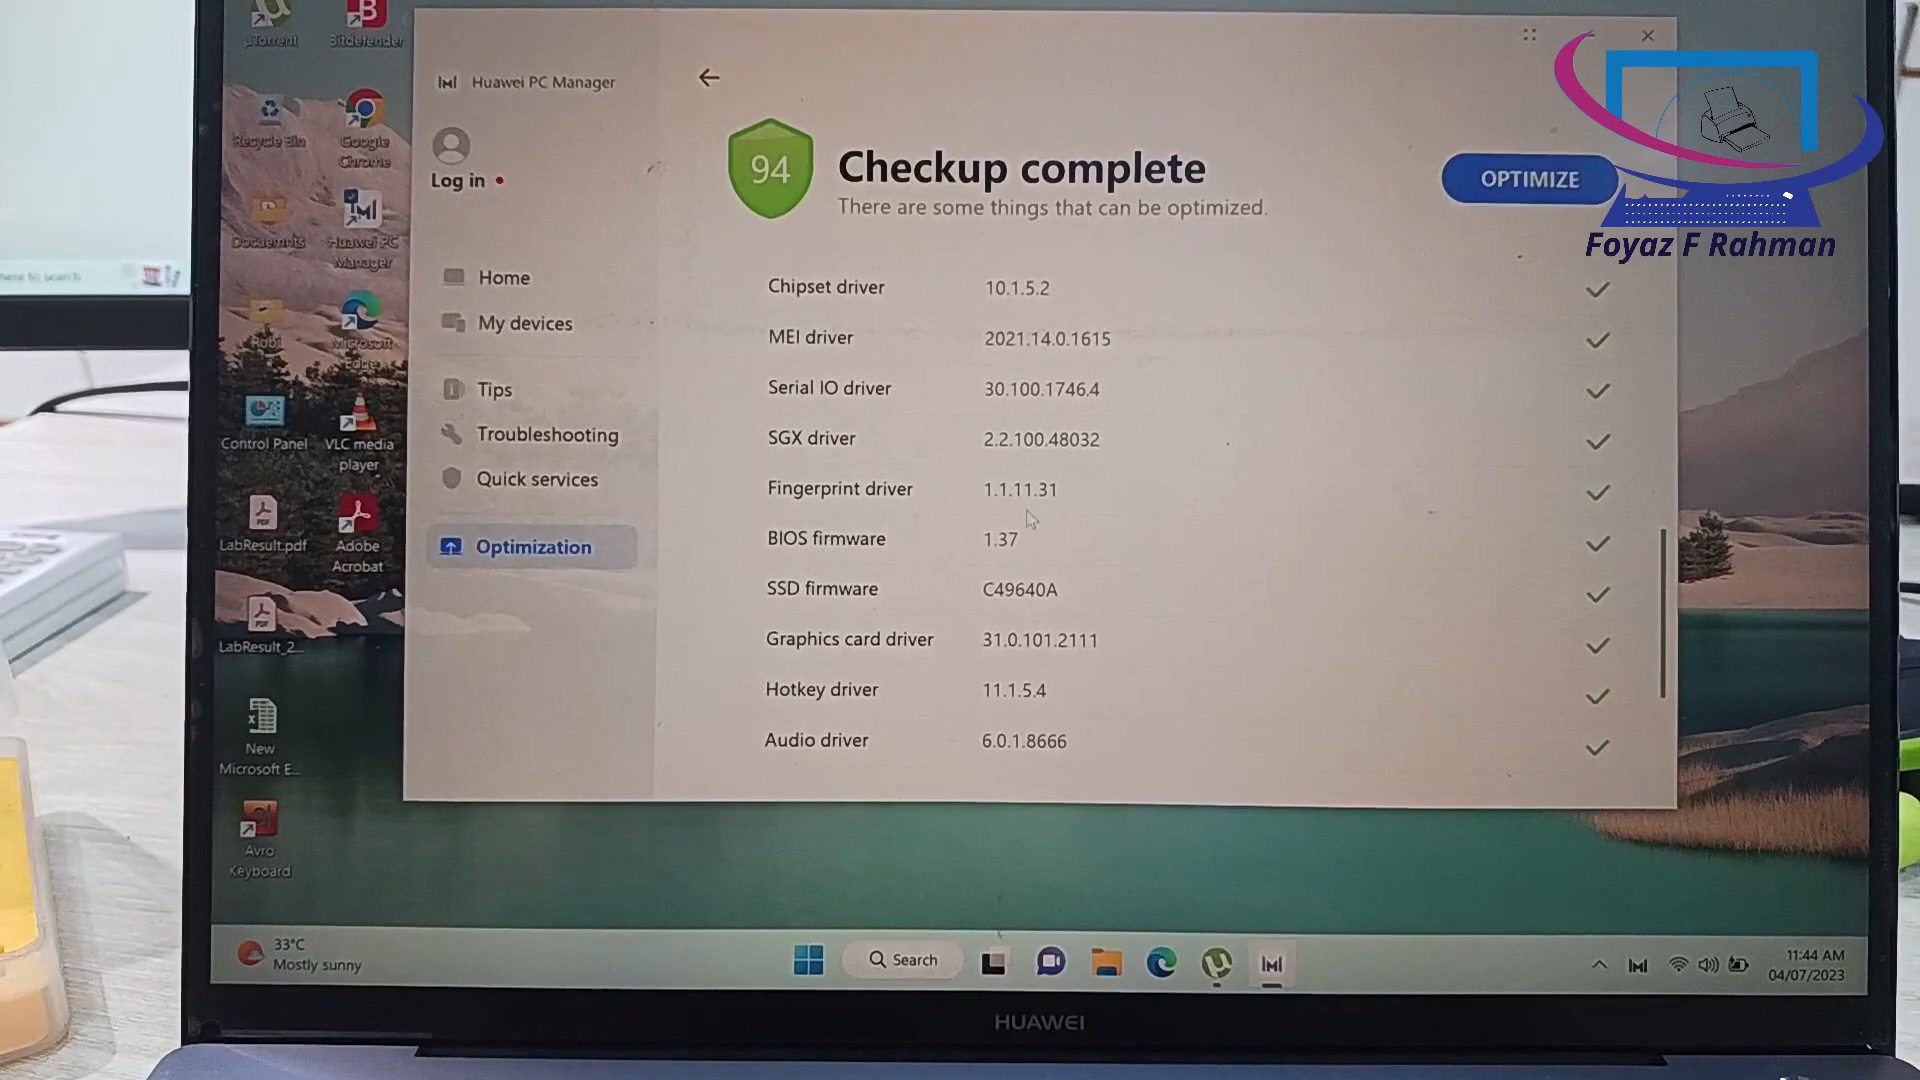 µTorrent
Bitdefender
Recycle Bin
Google
Chrome
Documnts
Huawei PC
Manager
Robi
Microsoft
Edge
Control Panel
VLC media
player
LabResult.pdf
Adobe
Acrobat
LabResult_2...
New
Microsoft E...
Avro
Keyboard
Huawei PC Manager
Log in
Home
My devices
Tips
Troubleshooting
Quick services
Optimization
94
Checkup complete
There are some things that can be optimized.
OPTIMIZE
Chipset driver 10.1.5.2
MEI driver 2021.14.0.1615
Serial IO driver 30.100.1746.4
SGX driver 2.2.100.48032
Fingerprint driver 1.1.11.31
BIOS firmware 1.37
SSD firmware C49640A
Graphics card driver 31.0.101.2111
Hotkey driver 11.1.5.4
Audio driver 6.0.1.8666
Foyaz F Rahman
33°C
Mostly sunny
Search
11:44 AM
04/07/2023
HUAWEI